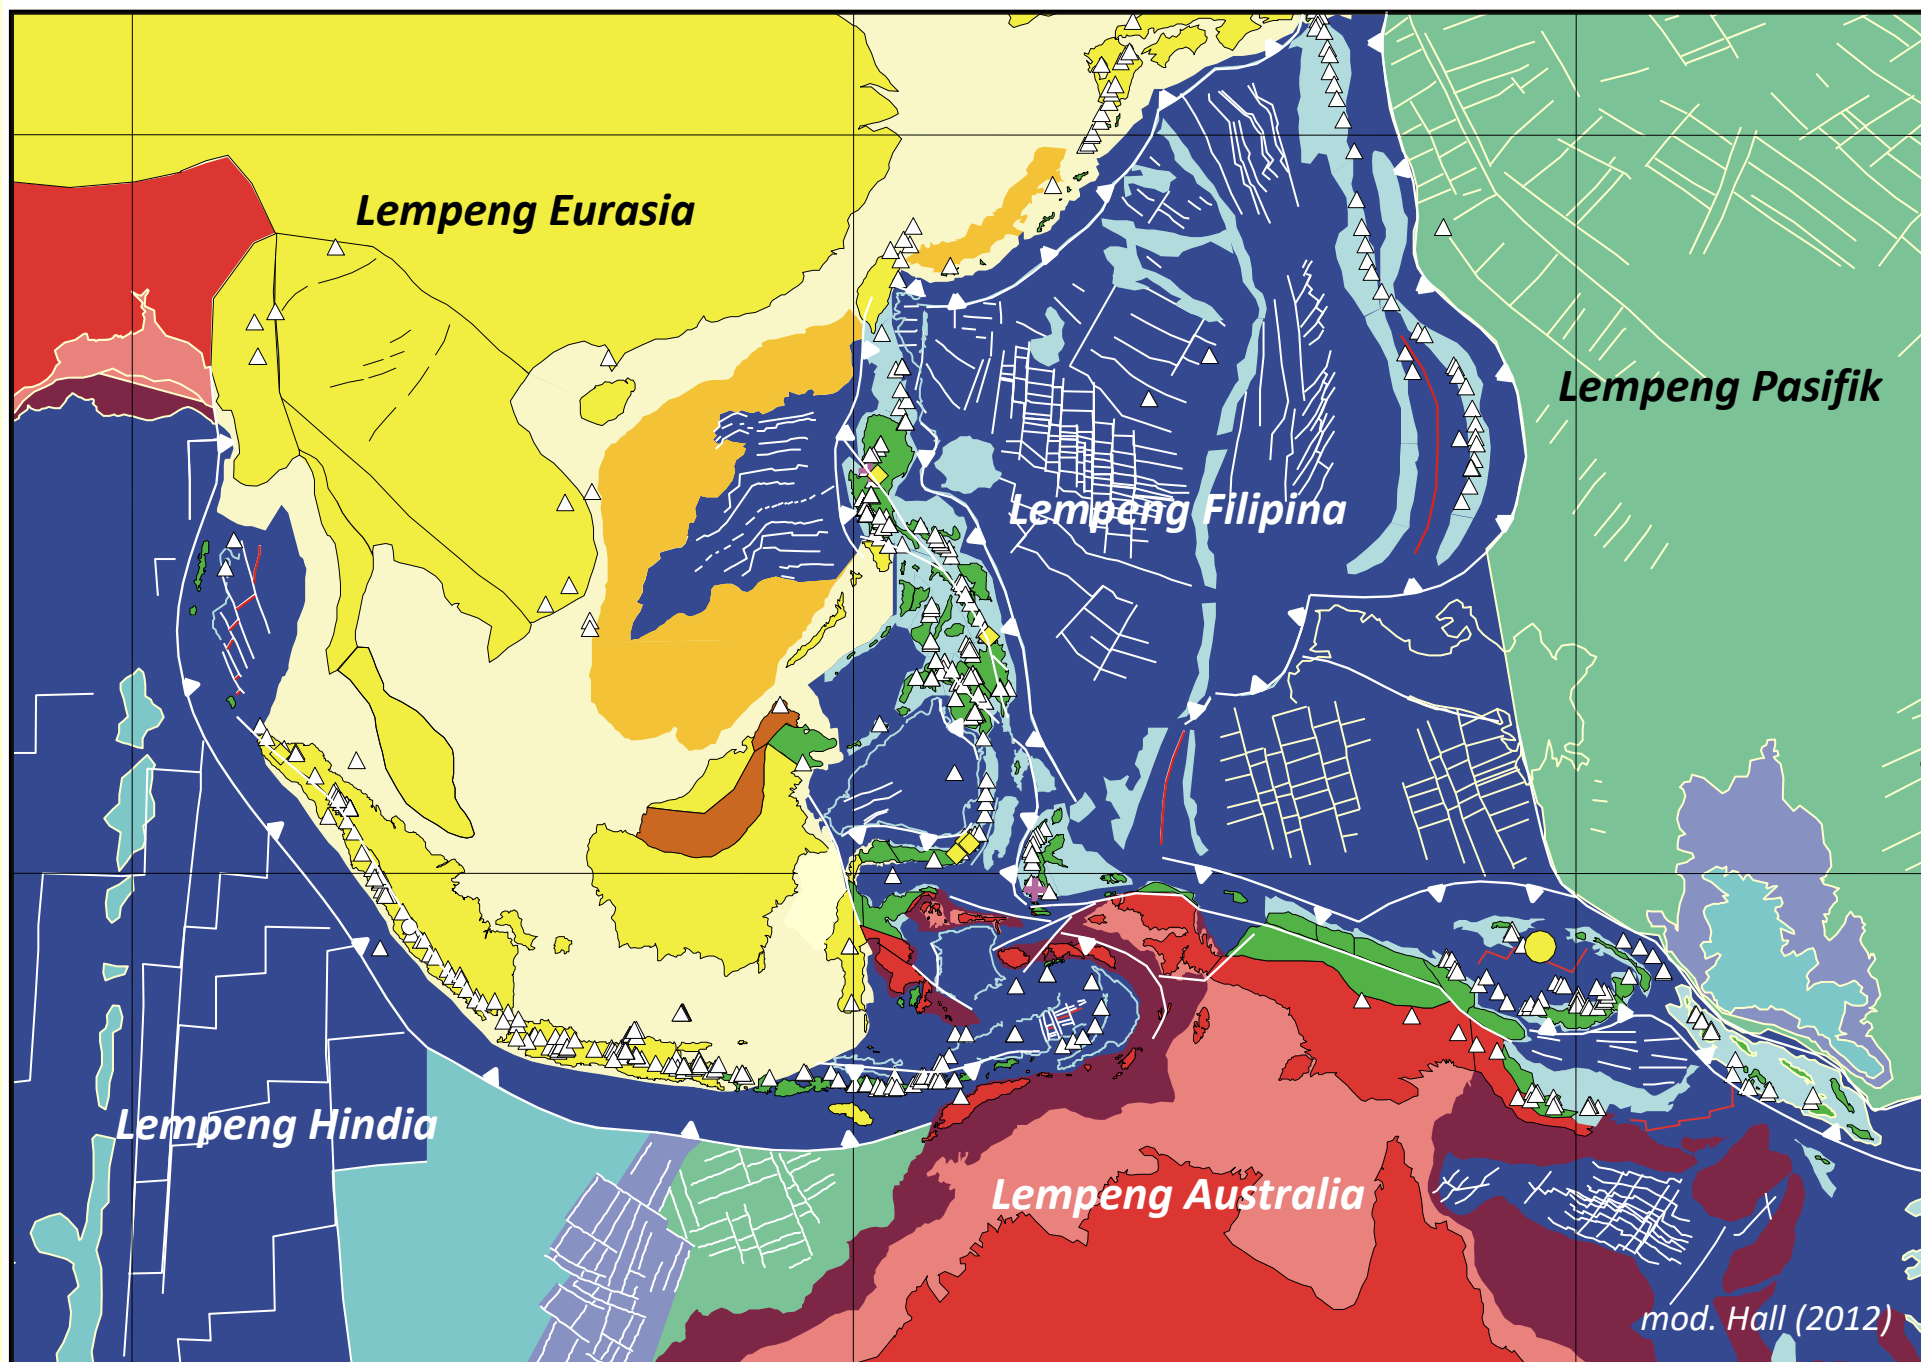 Lempeng Eurasia
Lempeng Pasifik
Lempeng Filipina
Lempeng Hindia
Lempeng Australia
mod. Hall (2012)